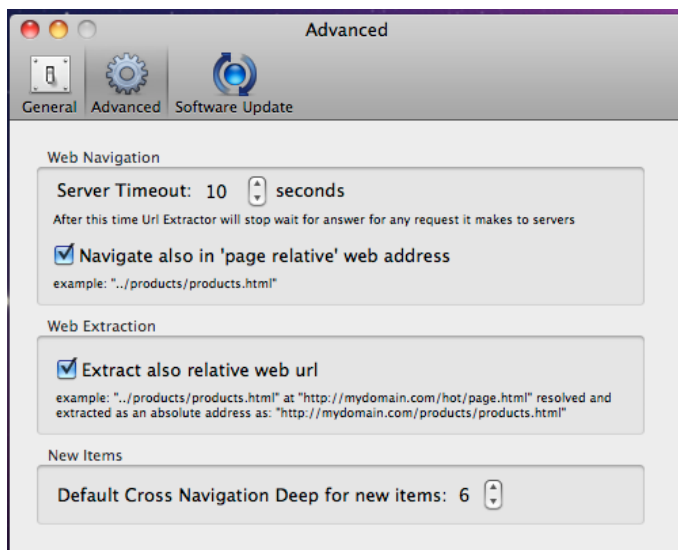 Advanced
General Advanced Software Update
Web Navigation
Server Timeout: 10 seconds
After this time Url Extractor will stop wait for answer for any request it makes to servers
Navigate also in 'page relative' web address
example: "../products/products.html"
Web Extraction
Extract also relative web url
example: "../products/products.html" at "http://mydomain.com/hot/page.html" resolved and
extracted as an absolute address as: "http://mydomain.com/products/products.html"
New Items
Default Cross Navigation Deep for new items: 6